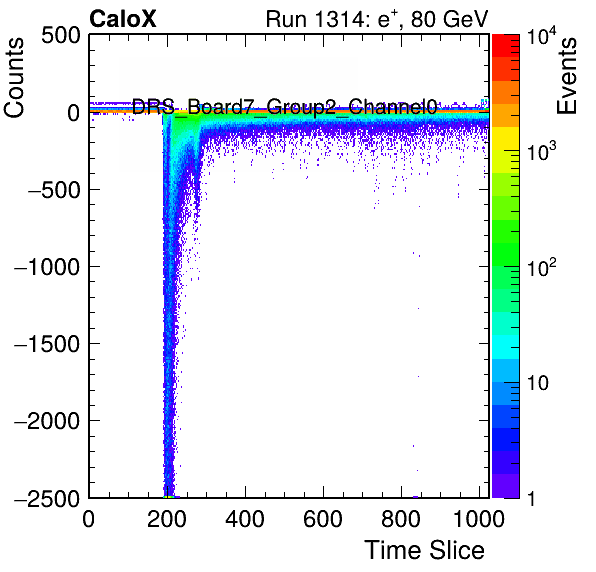 CaloX Run 1314: e+, 80 GeV
Counts
Events
DRS_Board7_Group2_Channel0
500
0
−500
−1000
−1500
−2000
−2500
0 200 400 600 800 1000
Time Slice
10^4
10^3
10^2
10
1